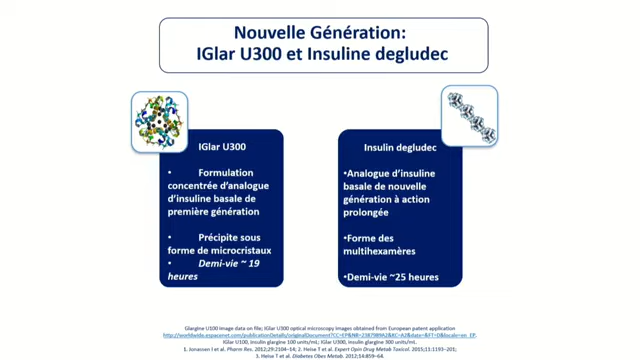 Nouvelle Génération:
IGlar U300 et Insuline degludec
IGlar U300
• Formulation
concentrée d'analogue
d'insuline basale de
première génération
• Précipite sous
forme de microcristaux
• Demi-vie ~ 19
heures
Insulin degludec
•Analogue d'insuline
basale de nouvelle
génération à action
prolongée
•Forme des
multihexamères
•Demi-vie ~25 heures
Glargine U100 image data on file; IGlar U300 optical microscopy images obtained from European patent application
http://worldwide.espacenet.com/publicationDetails/originalDocument?CC=EP&NR=2387989A2&KC=A2&date=&FT=D&locale=en_EP.
IGlar U100, insulin glargine 100 units/mL; IGlar U300, insulin glargine 300 units/mL.
1. Jonassen I et al. Pharm Res. 2012;29:2104–14; 2. Heise T et al. Expert Opin Drug Metab Toxicol. 2015;11:1193–201;
3. Heise T et al. Diabetes Obes Metab. 2012;14:859–64.